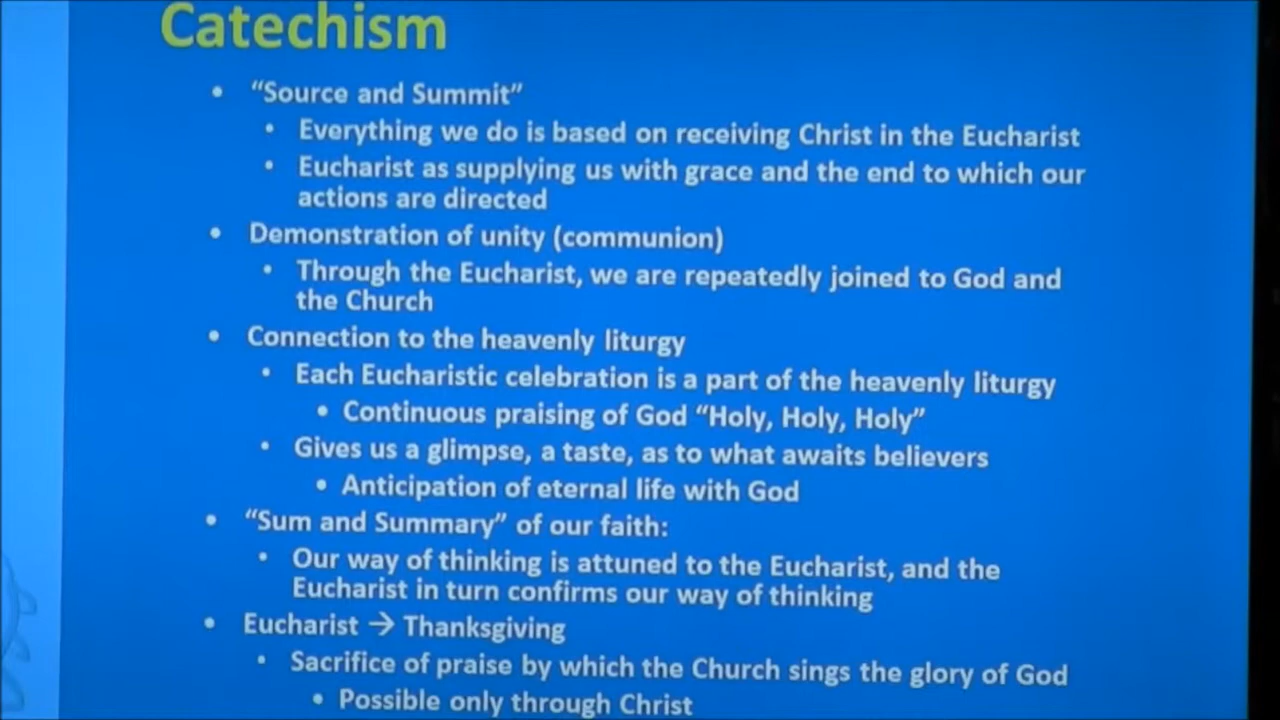 Catechism
• "Source and Summit"
• Everything we do is based on receiving Christ in the Eucharist
• Eucharist as supplying us with grace and the end to which our
actions are directed
• Demonstration of unity (communion)
• Through the Eucharist, we are repeatedly joined to God and
the Church
• Connection to the heavenly liturgy
• Each Eucharistic celebration is a part of the heavenly liturgy
• Continuous praising of God "Holy, Holy, Holy"
• Gives us a glimpse, a taste, as to what awaits believers
• Anticipation of eternal life with God
• "Sum and Summary" of our faith:
• Our way of thinking is attuned to the Eucharist, and the
Eucharist in turn confirms our way of thinking
• Eucharist → Thanksgiving
• Sacrifice of praise by which the Church sings the glory of God
• Possible only through Christ